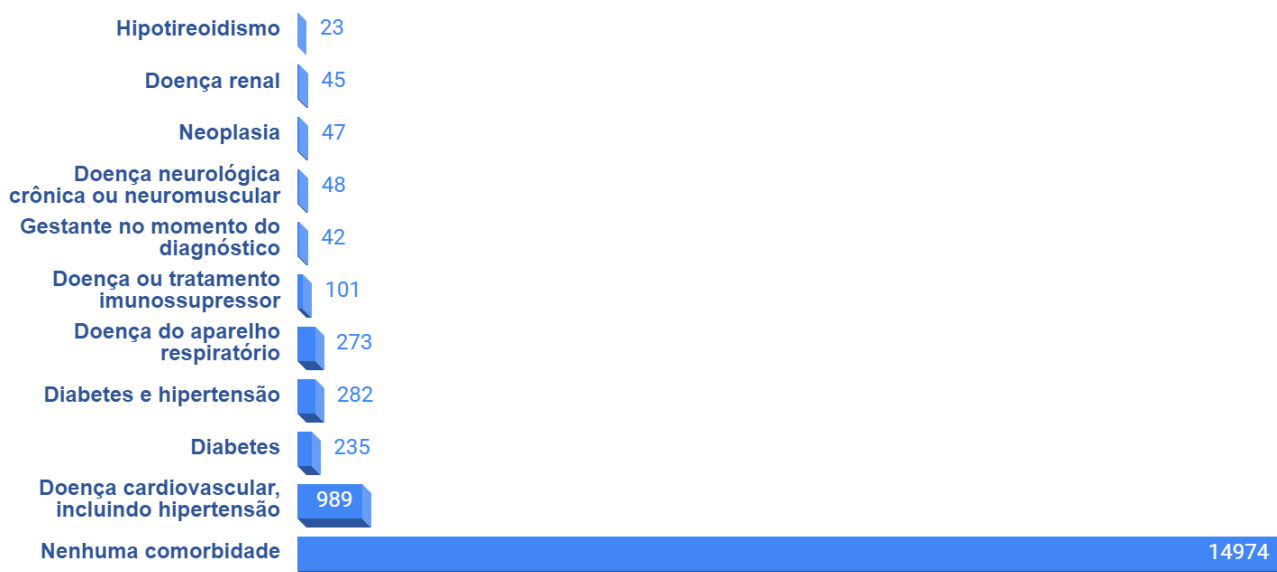 Hipotireoidismo 23
Doença renal 45
Neoplasia 47
Doença neurológica
crônica ou neuromuscular 48
Gestante no momento do
diagnóstico 42
Doença ou tratamento
imunossupressor 101
Doença do aparelho
respiratório 273
Diabetes e hipertensão 282
Diabetes 235
Doença cardiovascular,
incluindo hipertensão 989
Nenhuma comorbidade 14974